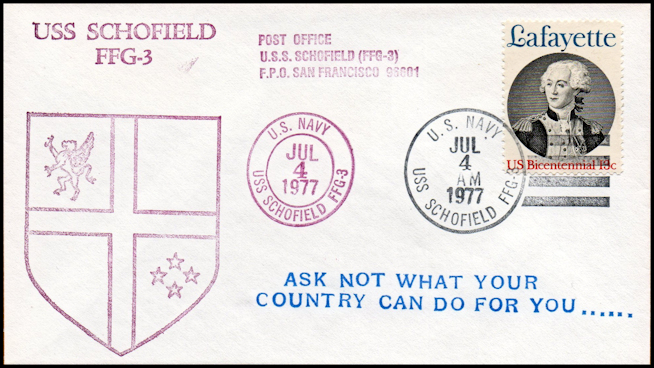 USS SCHOFIELD
FFG-3
POST OFFICE
U.S.S. SCHOFIELD (FFG-3)
F.P.O. SAN FRANCISCO 96601
Lafayette
US Bicentennial 13c
U.S. NAVY
JUL
4
1977
USS SCHOFIELD FFG-3
U.S. NAVY
JUL
4
AM
1977
USS SCHOFIELD FFG-3
ASK NOT WHAT YOUR
COUNTRY CAN DO FOR YOU......